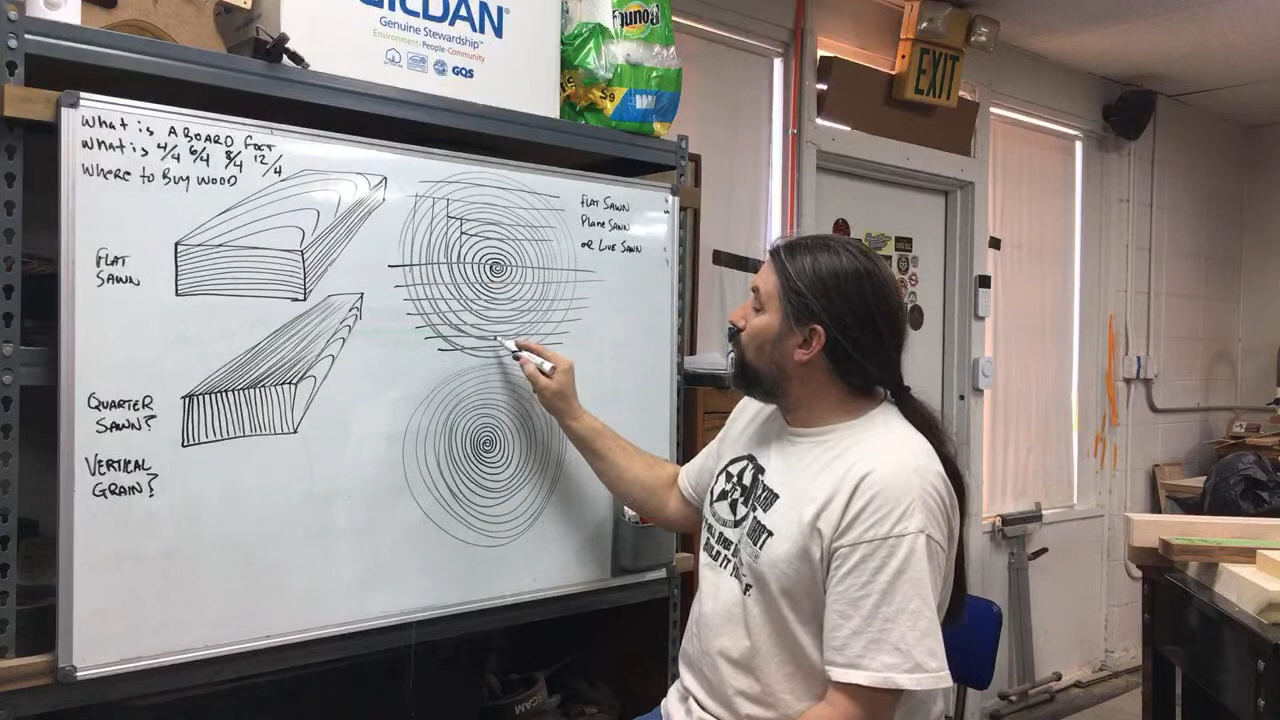 GILDAN
Genuine Stewardship™
Environment • People • Community
GQS
Bounty
EXIT
What is A BOARD FOOT
What is 4/4 6/4 8/4 12/4
Where to Buy WOOD
FLAT
SAWN
QUARTER
SAWN?
VERTICAL
GRAIN?
FLAT SAWN
Plane SAWN
OR LIVE SAWN